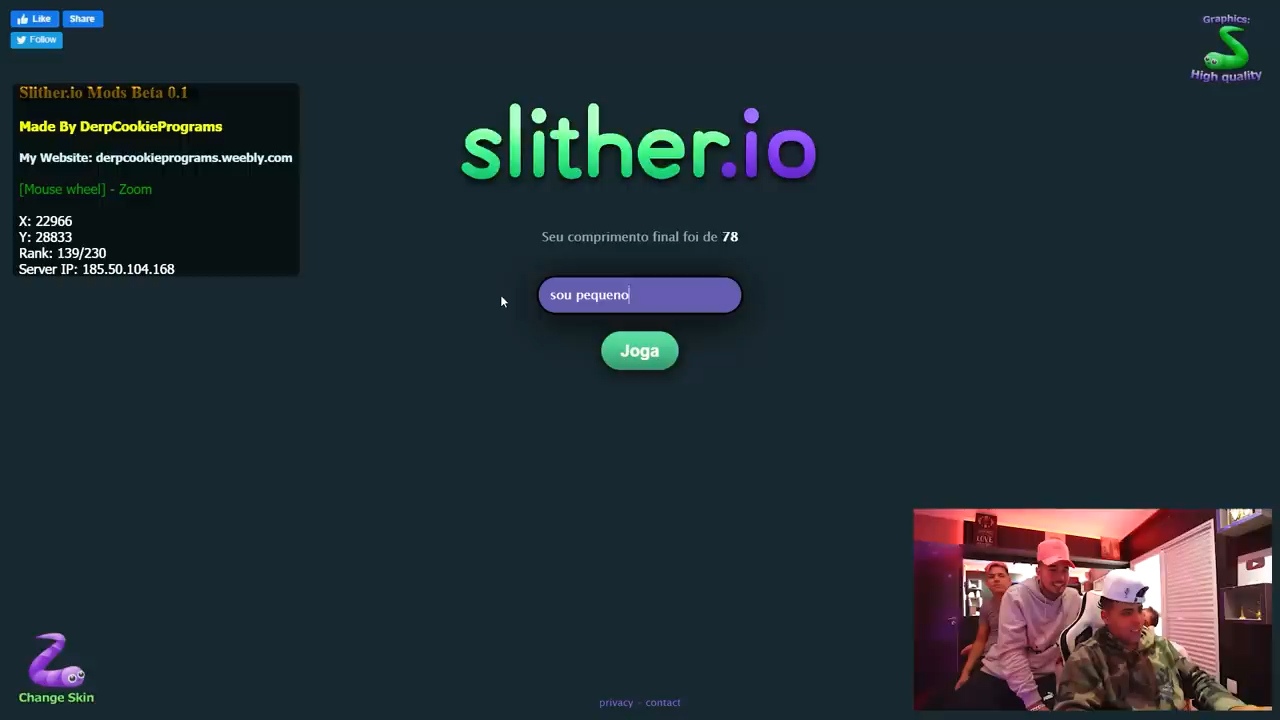 Like
Share
Follow
Graphics:
High quality
Slither.io Mods Beta 0.1
Made By DerpCookiePrograms
My Website: derpcookieprograms.weebly.com
[Mouse wheel] - Zoom
X: 22966
Y: 28833
Rank: 139/230
Server IP: 185.50.104.168
slither.io
Seu comprimento final foi de 78
sou pequeno
Joga
LOVE
Change Skin
privacy - contact